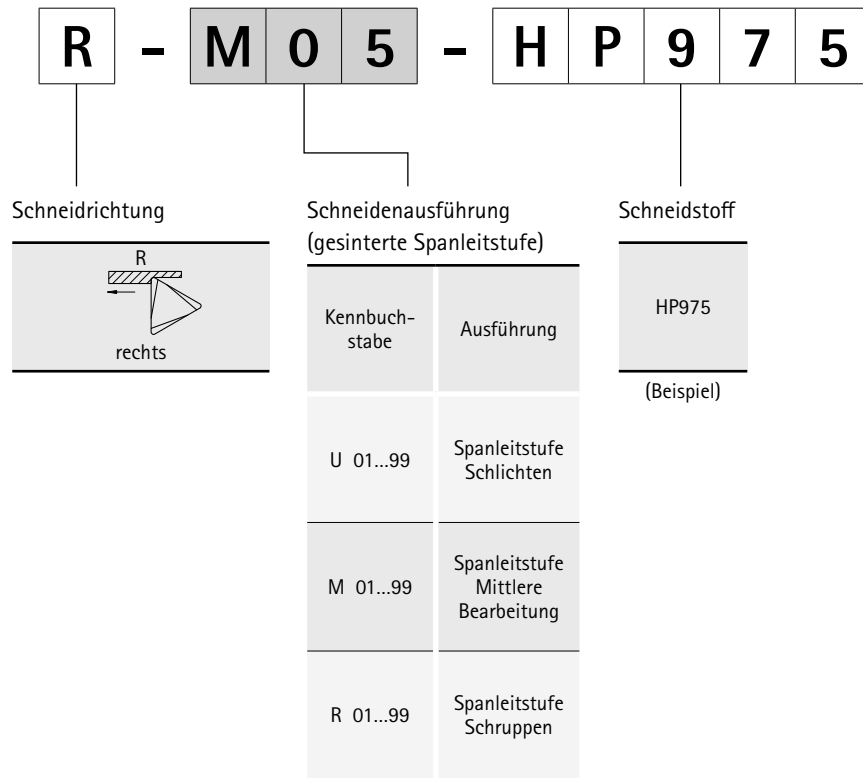 R - M 0 5 - H P 9 7 5
Schneidrichtung
R
rechts
Schneidenausführung
(gesinterte Spanleitstufe)
Kennbuch-
stabe
Ausführung
U 01...99
Spanleitstufe
Schlichten
M 01...99
Spanleitstufe
Mittlere
Bearbeitung
R 01...99
Spanleitstufe
Schruppen
Schneidstoff
HP975
(Beispiel)